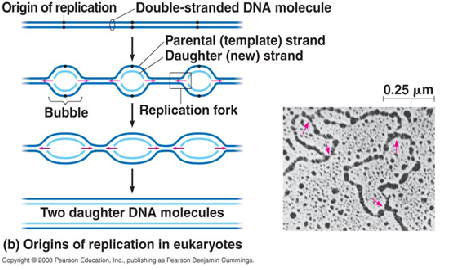 Origin of replication
Double-stranded DNA molecule
Parental (template) strand
Daughter (new) strand
Bubble
Replication fork
0.25 µm
Two daughter DNA molecules
(b) Origins of replication in eukaryotes
Copyright © 2008 Pearson Education, Inc., publishing as Pearson Benjamin Cummings.